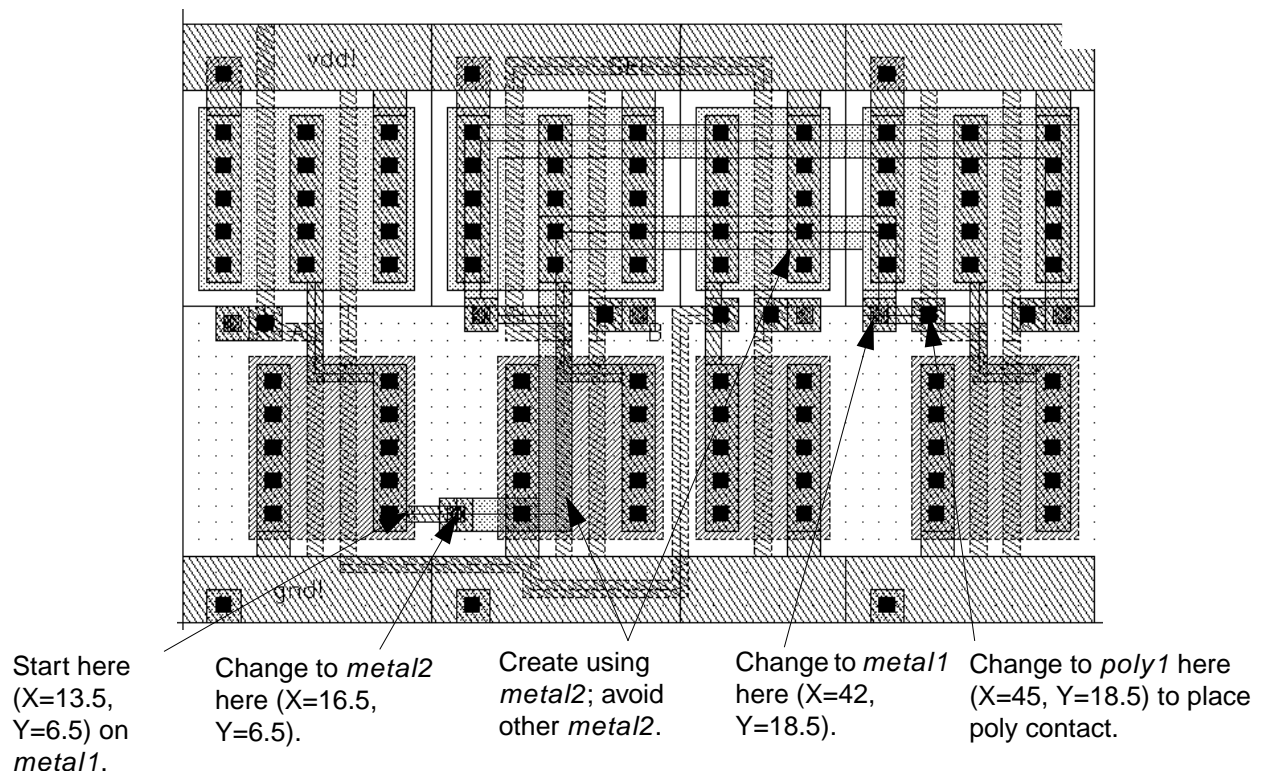 vdd!
A
B
gnd!
Start here
(X=13.5,
Y=6.5) on
metal1.
Change to metal2
here (X=16.5,
Y=6.5).
Create using
metal2; avoid
other metal2.
Change to metal1
here (X=42,
Y=18.5).
Change to poly1 here
(X=45, Y=18.5) to place
poly contact.